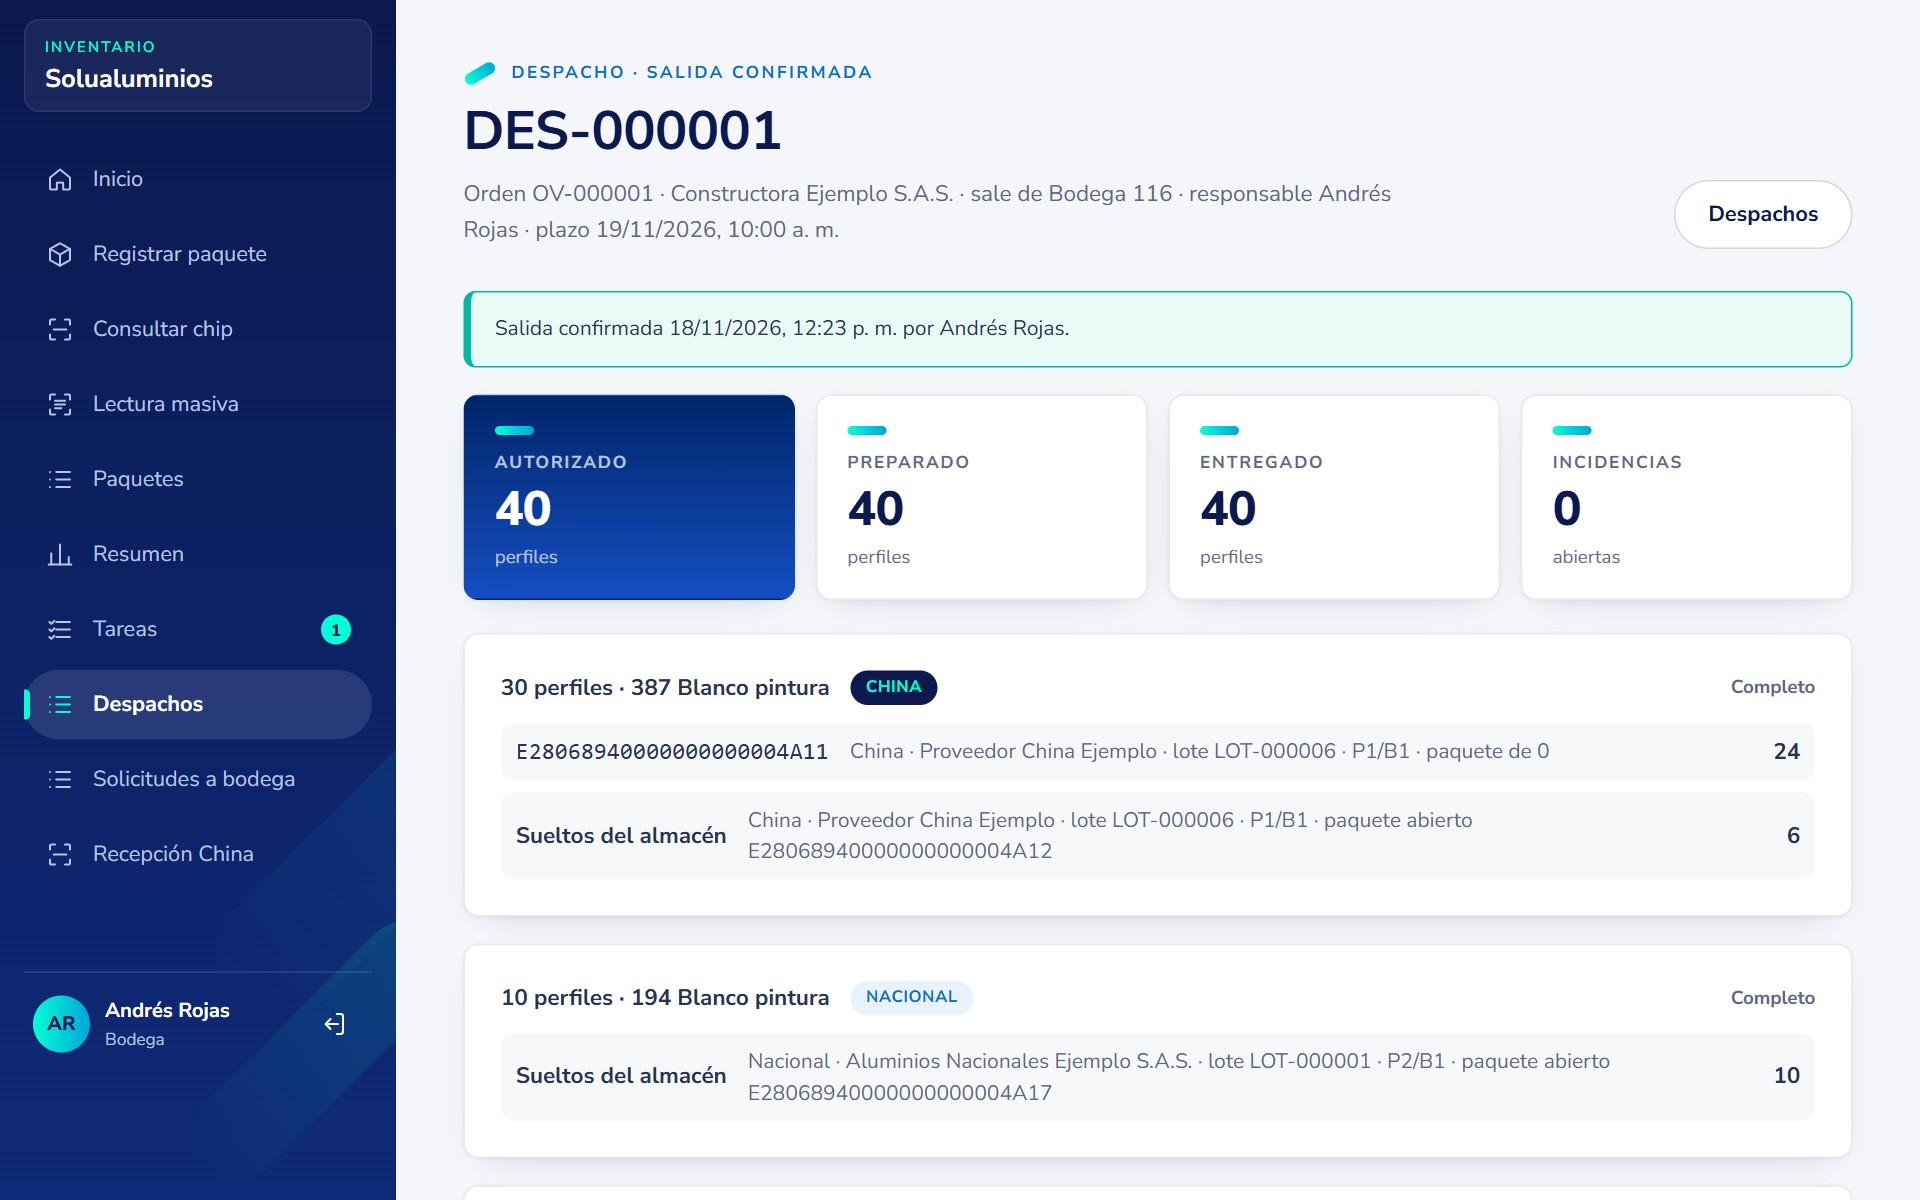 INVENTARIO
Solualuminios
Inicio
Registrar paquete
Consultar chip
Lectura masiva
Paquetes
Resumen
Tareas
1
Despachos
Solicitudes a bodega
Recepción China
AR
Andrés Rojas
Bodega
DESPACHO · SALIDA CONFIRMADA
DES-000001
Orden OV-000001 · Constructora Ejemplo S.A.S. · sale de Bodega 116 · responsable Andrés
Rojas · plazo 19/11/2026, 10:00 a. m.
Despachos
Salida confirmada 18/11/2026, 12:23 p. m. por Andrés Rojas.
AUTORIZADO
40
perfiles
PREPARADO
40
perfiles
ENTREGADO
40
perfiles
INCIDENCIAS
0
abiertas
30 perfiles · 387 Blanco pintura
CHINA
Completo
E28068940000000000004A11
China · Proveedor China Ejemplo · lote LOT-000006 · P1/B1 · paquete de 0
24
Sueltos del almacén
China · Proveedor China Ejemplo · lote LOT-000006 · P1/B1 · paquete abierto
E28068940000000000004A12
6
10 perfiles · 194 Blanco pintura
NACIONAL
Completo
Sueltos del almacén
Nacional · Aluminios Nacionales Ejemplo S.A.S. · lote LOT-000001 · P2/B1 · paquete abierto
E28068940000000000004A17
10